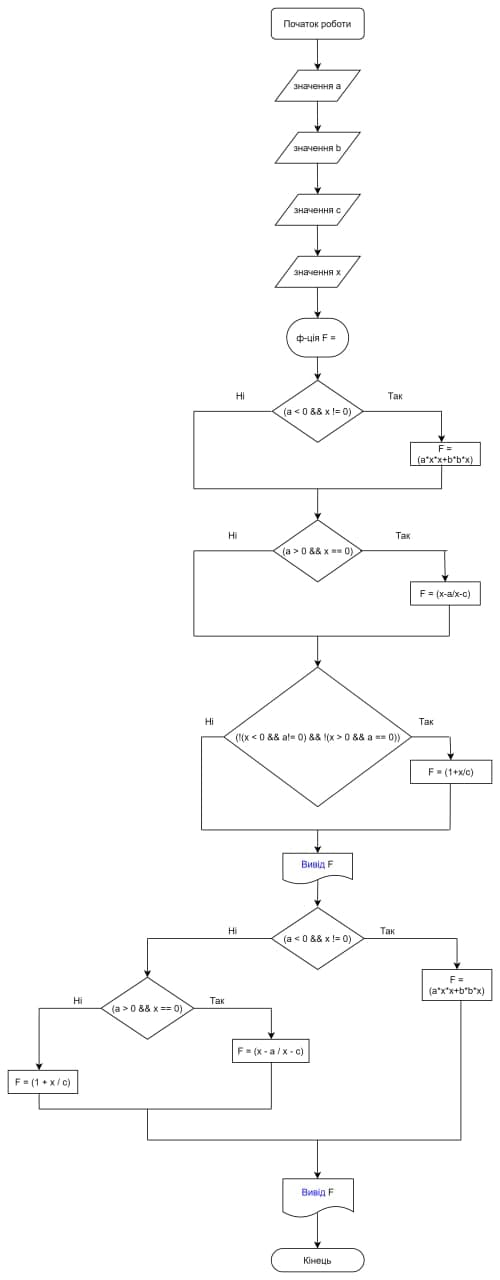 Початок роботи
значення a
значення b
значення c
значення x
ф-ція F =
Ні
Так
(a < 0 && x != 0)
F =
(a*x*x+b*b*x)
Ні
Так
(a > 0 && x == 0)
F = (x-a/x-c)
Ні
Так
(!(x < 0 && a!= 0) && !(x > 0 && a == 0))
F = (1+x/c)
Вивід F
Ні
Так
(a < 0 && x != 0)
F =
(a*x*x+b*b*x)
Ні
Так
(a > 0 && x == 0)
F = (x - a / x - c)
F = (1 + x / c)
Вивід F
Кінець